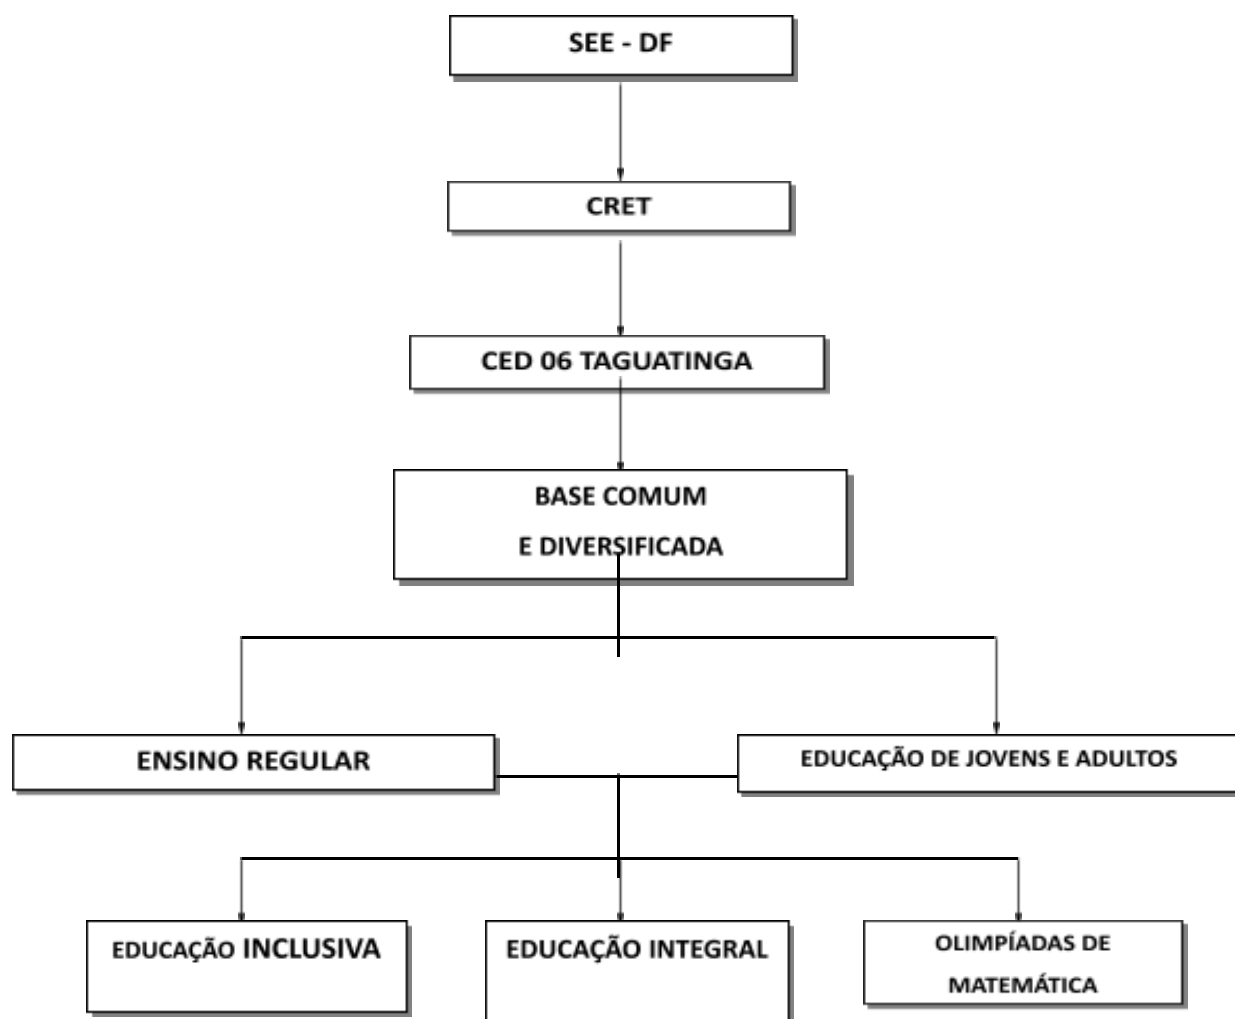 SEE - DF
CRET
CED 06 TAGUATINGA
BASE COMUM
E DIVERSIFICADA
ENSINO REGULAR
EDUCAÇÃO DE JOVENS E ADULTOS
EDUCAÇÃO INCLUSIVA
EDUCAÇÃO INTEGRAL
OLIMPÍADAS DE
MATEMÁTICA